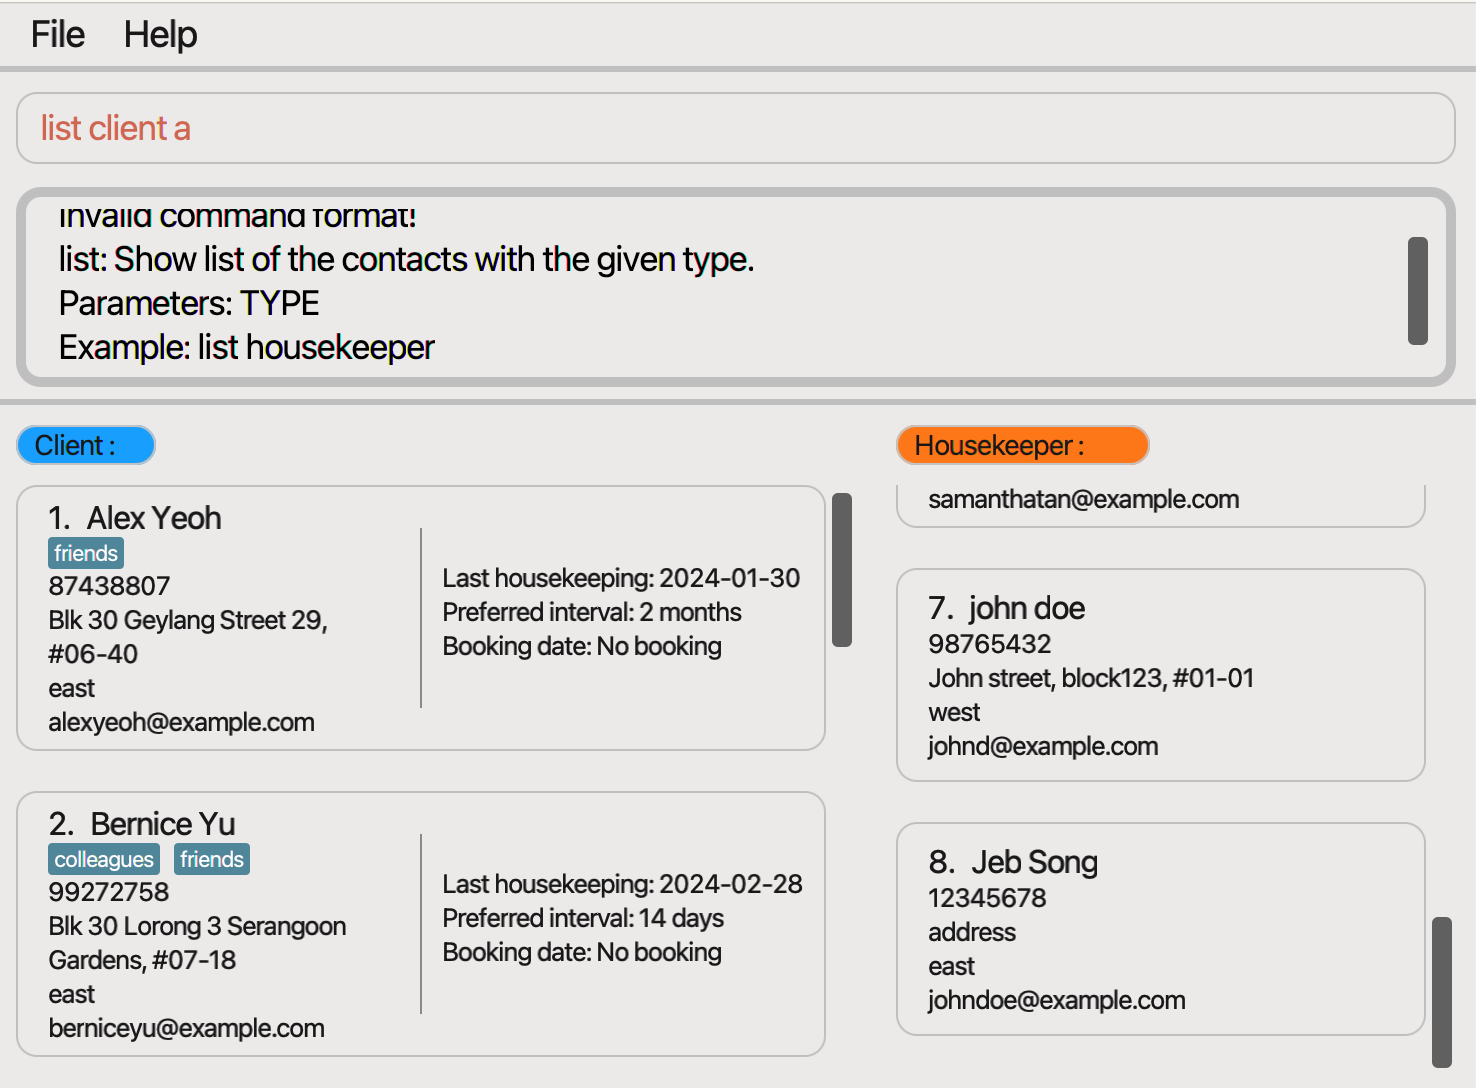 File Help
list client a
Invalid command format!
list: Show list of the contacts with the given type.
Parameters: TYPE
Example: list housekeeper
Client :
1. Alex Yeoh
friends
87438807
Blk 30 Geylang Street 29,
#06-40
east
alexyeoh@example.com
Last housekeeping: 2024-01-30
Preferred interval: 2 months
Booking date: No booking
2. Bernice Yu
colleagues friends
99272758
Blk 30 Lorong 3 Serangoon
Gardens, #07-18
east
berniceyu@example.com
Last housekeeping: 2024-02-28
Preferred interval: 14 days
Booking date: No booking
Housekeeper :
samanthatan@example.com
7. john doe
98765432
John street, block123, #01-01
west
johnd@example.com
8. Jeb Song
12345678
address
east
johndoe@example.com